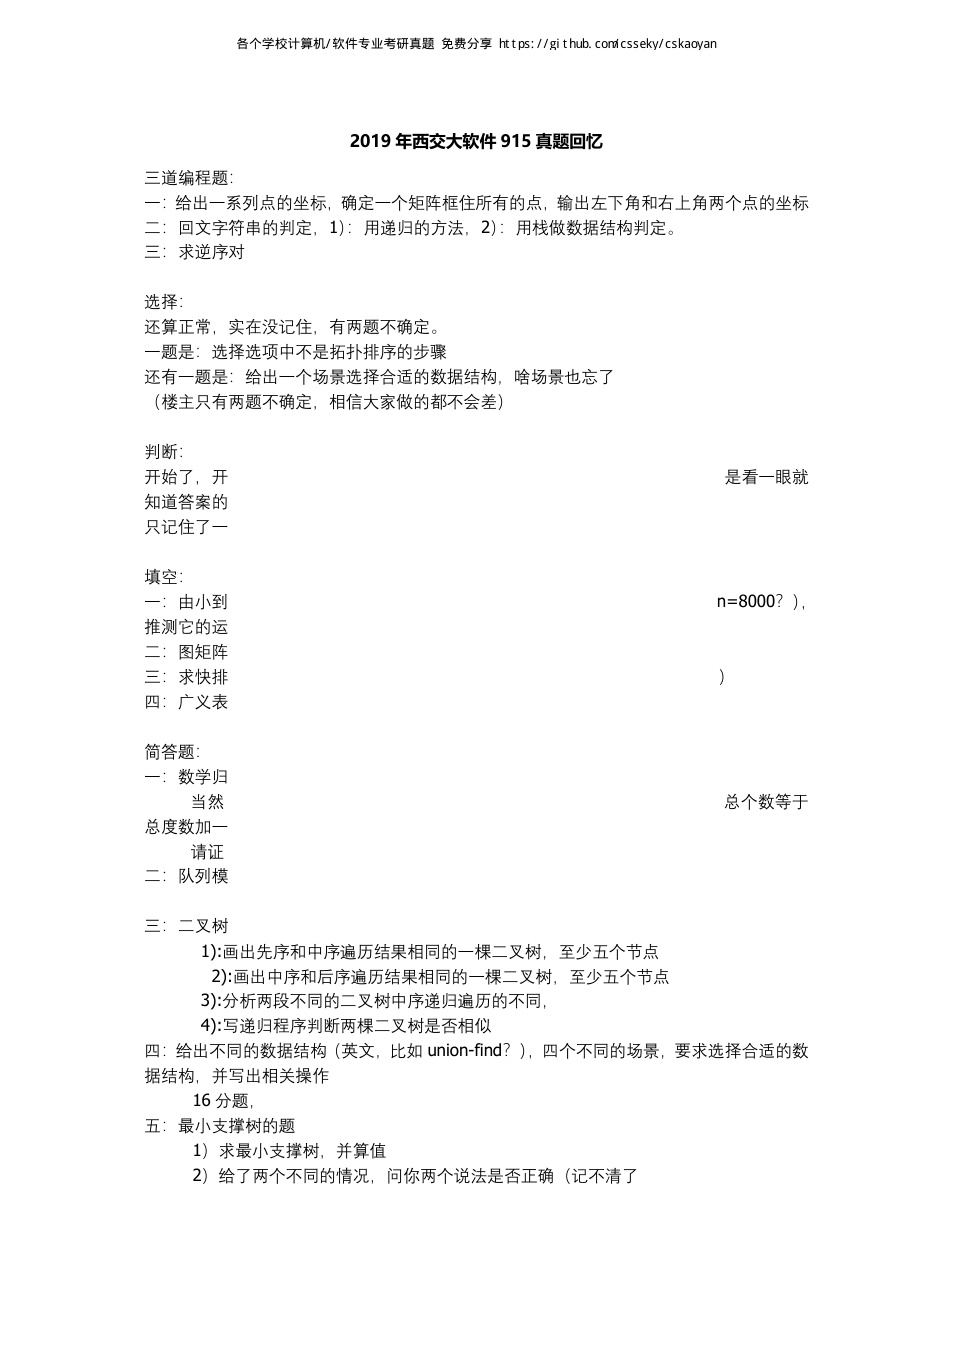 各个学校计算机/软件专业考研真题 免费分享 https://github.com/csseky/cskaoyan
2019 年西交大软件 915 真题回忆
三道编程题：
一：给出一系列点的坐标，确定一个矩阵框住所有的点，输出左下角和右上角两个点的坐标
二：回文字符串的判定，1）：用递归的方法，2）：用栈做数据结构判定。
三：求逆序对
选择：
还算正常，实在没记住，有两题不确定。
一题是：选择选项中不是拓扑排序的步骤
还有一题是：给出一个场景选择合适的数据结构，啥场景也忘了
（楼主只有两题不确定，相信大家做的都不会差）
判断：
开始了，开 是看一眼就
知道答案的
只记住了一
填空：
一：由小到 n=8000？），
推测它的运
二：图矩阵
三：求快排 ）
四：广义表
简答题：
一：数学归
当然 总个数等于
总度数加一
请证
二：队列模
三：二叉树
1):画出先序和中序遍历结果相同的一棵二叉树，至少五个节点
2):画出中序和后序遍历结果相同的一棵二叉树，至少五个节点
3):分析两段不同的二叉树中序递归遍历的不同，
4):写递归程序判断两棵二叉树是否相似
四：给出不同的数据结构（英文，比如 union-find？），四个不同的场景，要求选择合适的数
据结构，并写出相关操作
16 分题，
五：最小支撑树的题
1）求最小支撑树，并算值
2）给了两个不同的情况，问你两个说法是否正确（记不清了